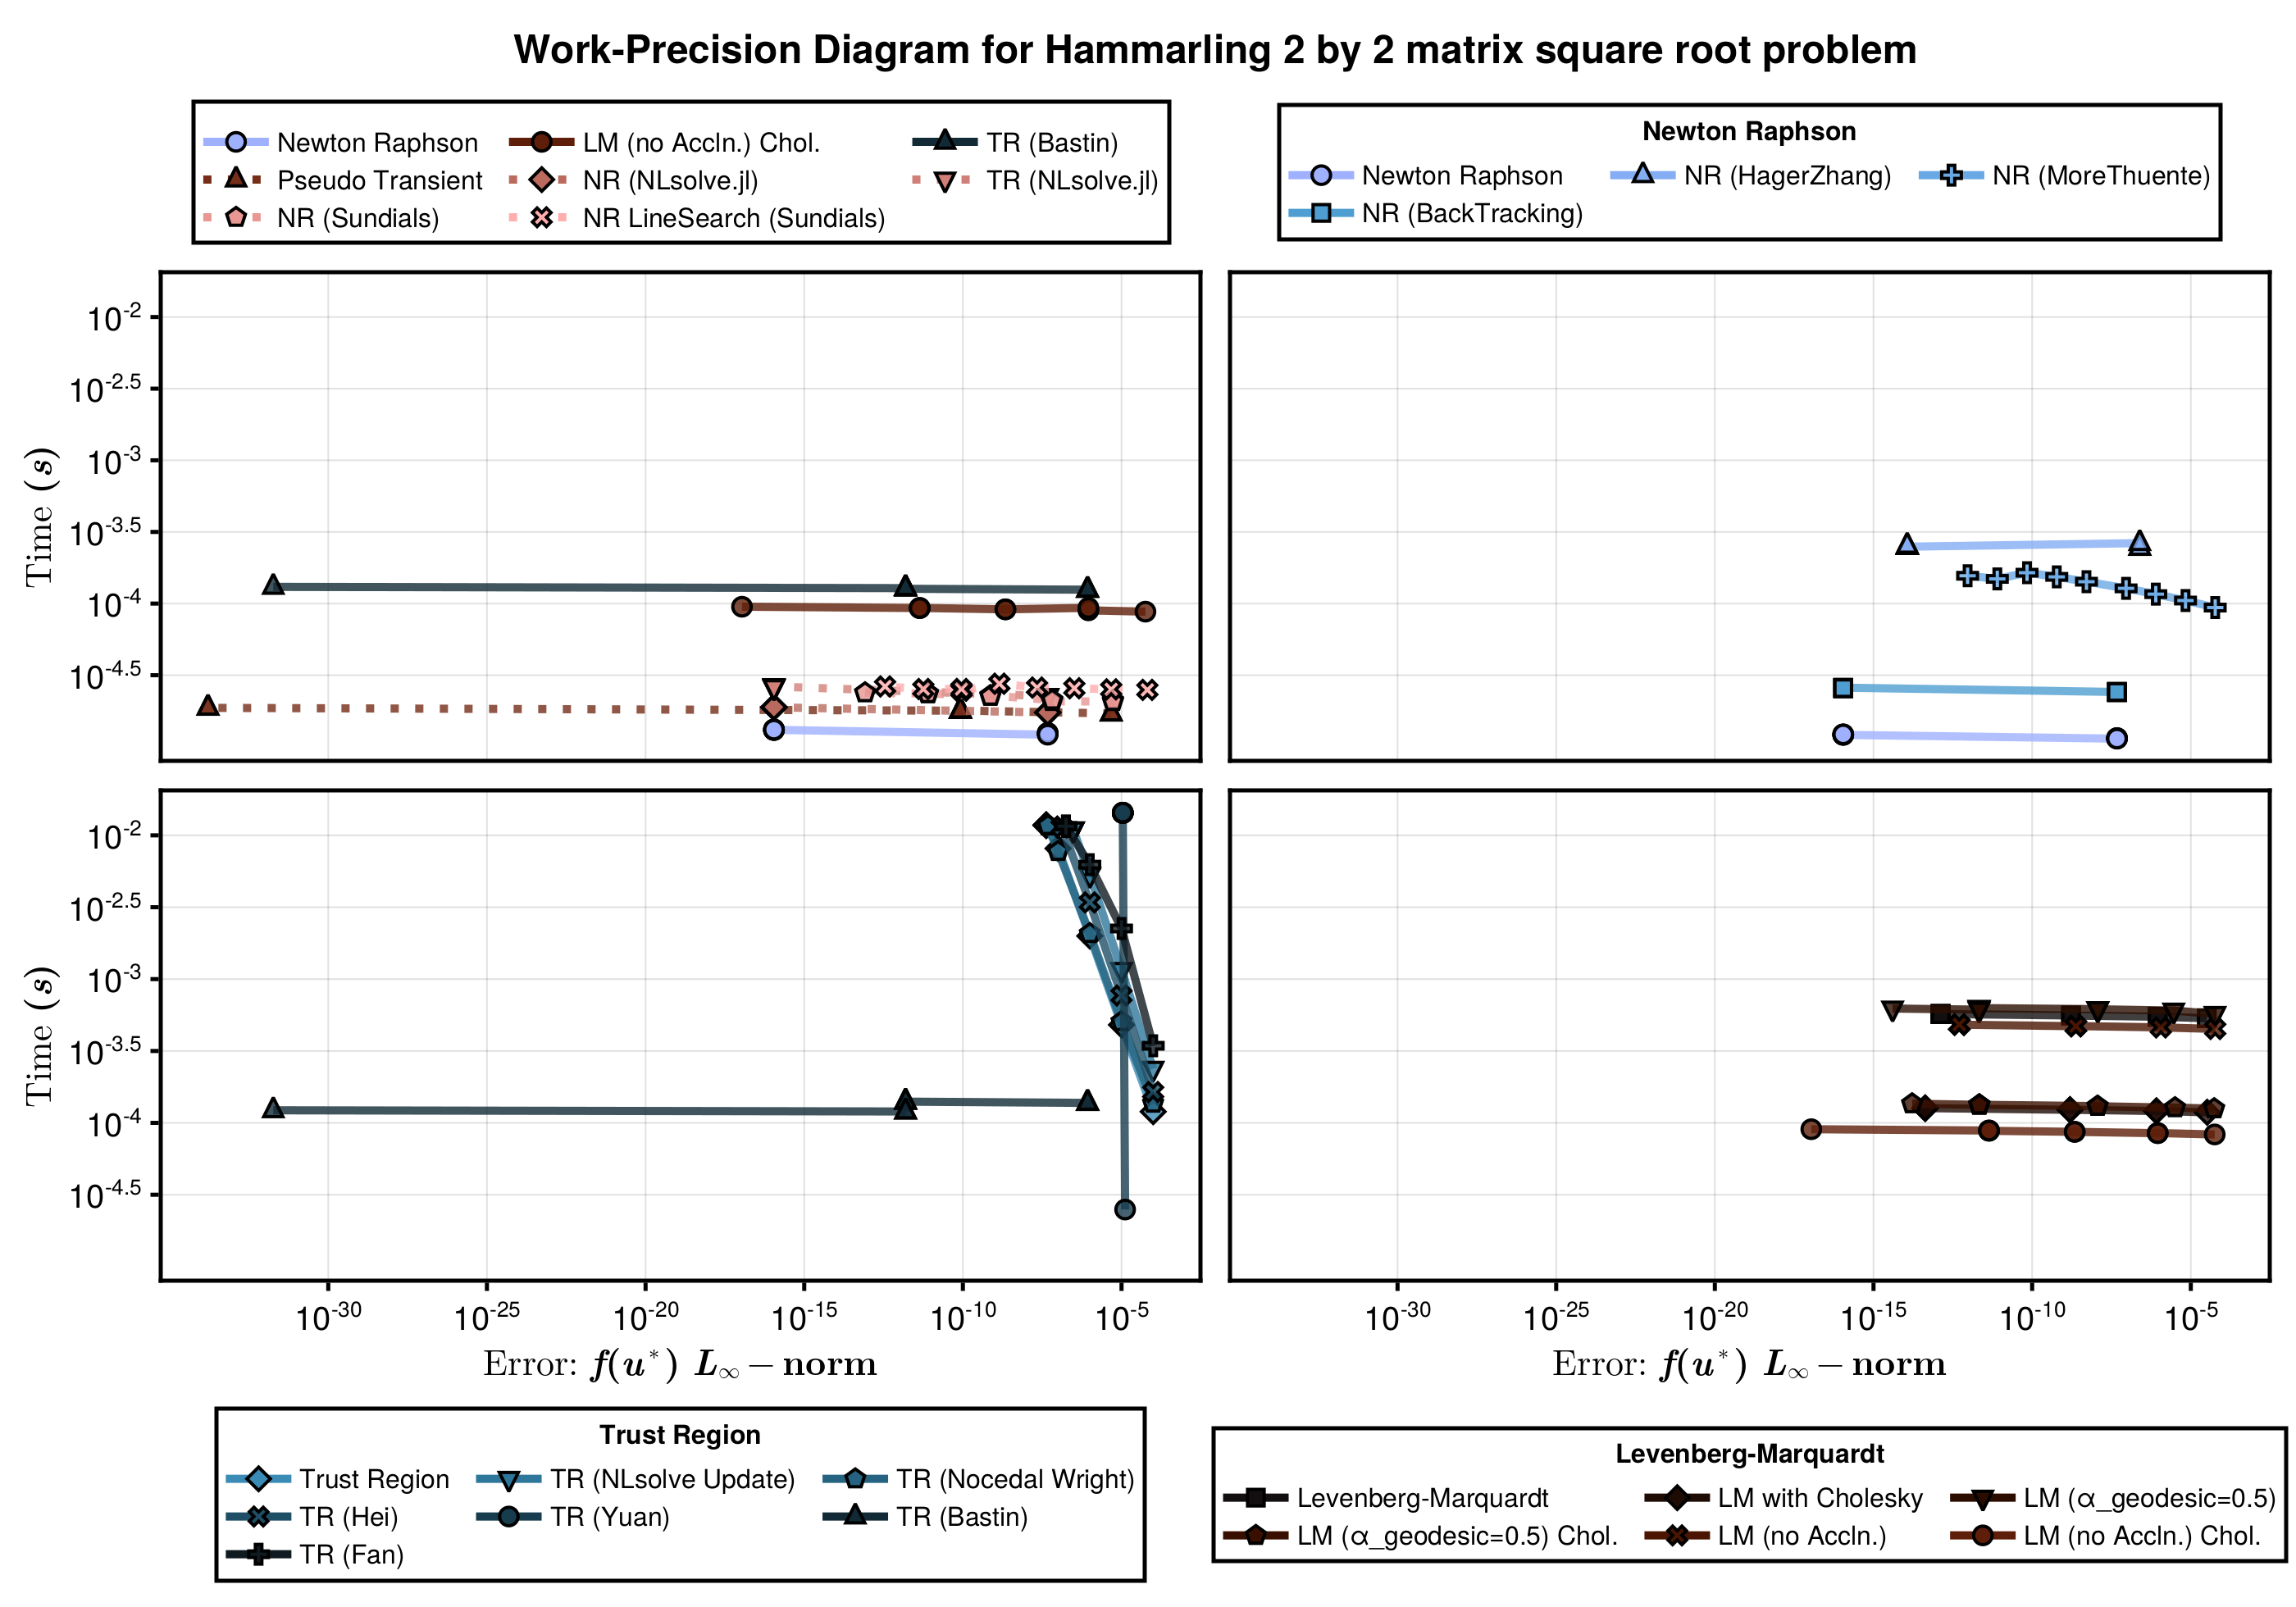 Work-Precision Diagram for Hammarling 2 by 2 matrix square root problem
Newton Raphson LM (no Accln.) Chol. TR (Bastin)
Pseudo Transient NR (NLsolve.jl) TR (NLsolve.jl)
NR (Sundials) NR LineSearch (Sundials)
Newton Raphson
Newton Raphson NR (HagerZhang) NR (MoreThuente)
NR (BackTracking)
10^-2
10^-2.5
10^-3
10^-3.5
10^-4
10^-4.5
Time (s)
10^-2
10^-2.5
10^-3
10^-3.5
10^-4
10^-4.5
Time (s)
10^-30 10^-25 10^-20 10^-15 10^-10 10^-5
Error: f(u*) L∞ − norm
10^-30 10^-25 10^-20 10^-15 10^-10 10^-5
Error: f(u*) L∞ − norm
Trust Region
Trust Region TR (NLsolve Update) TR (Nocedal Wright)
TR (Hei) TR (Yuan) TR (Bastin)
TR (Fan)
Levenberg-Marquardt
Levenberg-Marquardt LM with Cholesky LM (α_geodesic=0.5)
LM (α_geodesic=0.5) Chol. LM (no Accln.) LM (no Accln.) Chol.